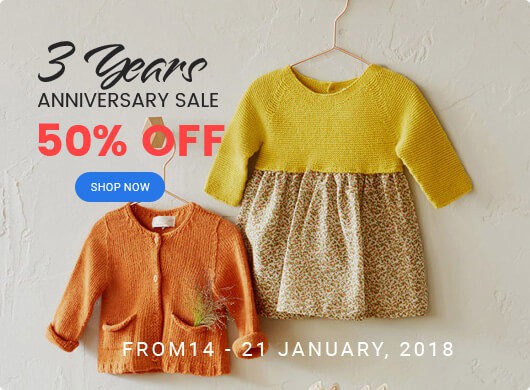 3 Years
ANNIVERSARY SALE
50% OFF
SHOP NOW
FROM14 - 21 JANUARY, 2018